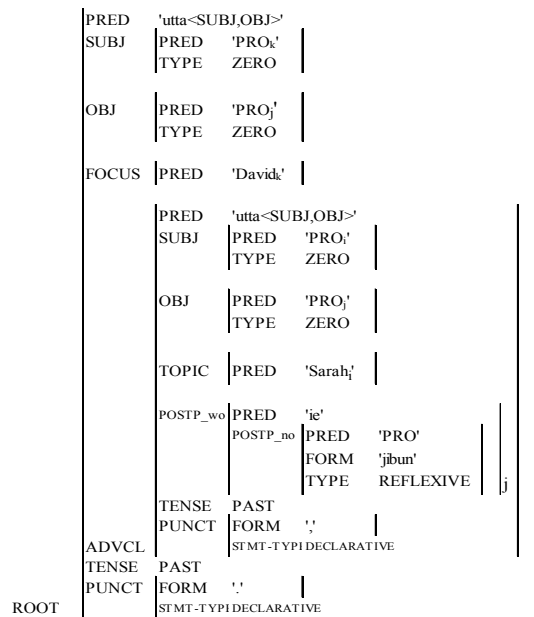 PRED 'utta<SUBJ,OBJ>'
SUBJ PRED 'PROk'
TYPE ZERO
OBJ PRED 'PROj'
TYPE ZERO
FOCUS PRED 'Davidk'
PRED 'utta<SUBJ,OBJ>'
SUBJ PRED 'PROi'
TYPE ZERO
OBJ PRED 'PROj'
TYPE ZERO
TOPIC PRED 'Sarahi'
POSTP_wo PRED 'ie'
POSTP_no PRED 'PRO'
FORM 'jibun'
TYPE REFLEXIVE j
TENSE PAST
PUNCT FORM ','
ADVCL STMT-TYPI DECLARATIVE
TENSE PAST
PUNCT FORM '.'
ROOT STMT-TYPI DECLARATIVE